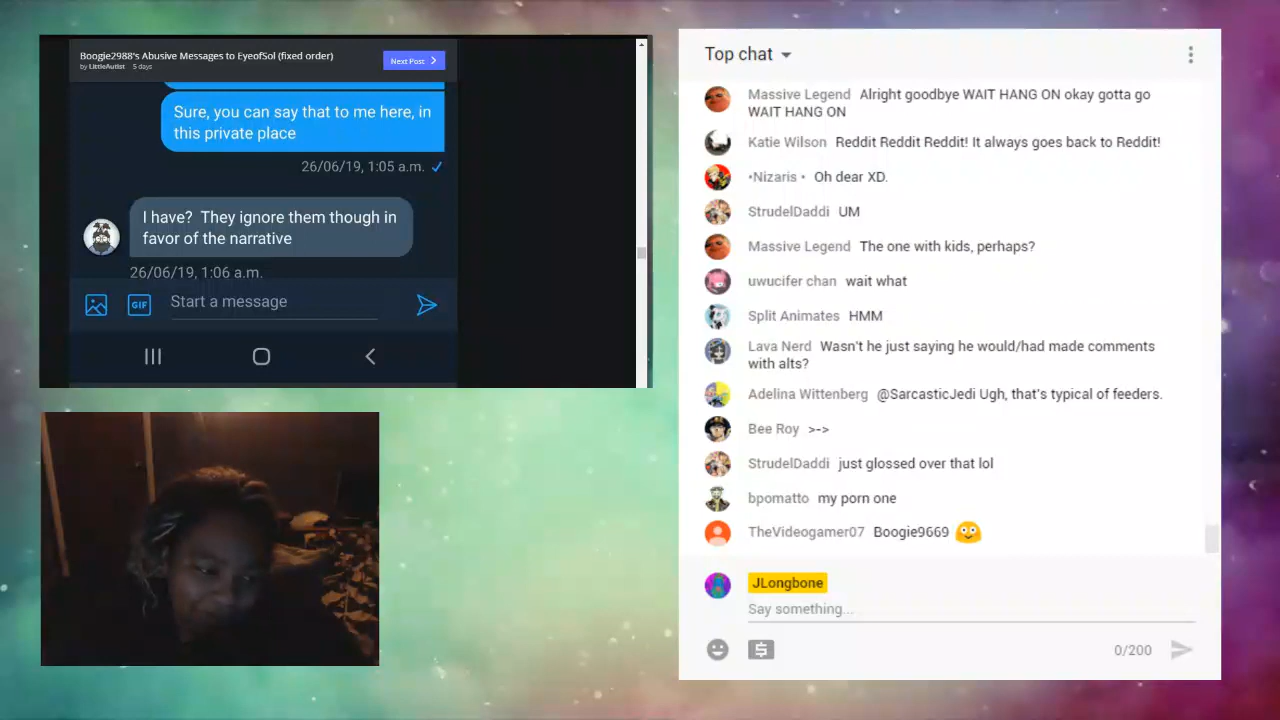 Boogie2988's Abusive Messages to EyeofSol (fixed order)
by LittleAutist 5 days
Next Post
Sure, you can say that to me here, in
this private place
26/06/19, 1:05 a.m.
I have? They ignore them though in
favor of the narrative
26/06/19, 1:06 a.m.
GIF
Start a message
Top chat
Massive Legend Alright goodbye WAIT HANG ON okay gotta go
WAIT HANG ON
Katie Wilson Reddit Reddit Reddit! It always goes back to Reddit!
•Nizaris • Oh dear XD.
StrudelDaddi UM
Massive Legend The one with kids, perhaps?
uwucifer chan wait what
Split Animates HMM
Lava Nerd Wasn't he just saying he would/had made comments
with alts?
Adelina Wittenberg @SarcasticJedi Ugh, that's typical of feeders.
Bee Roy >->
StrudelDaddi just glossed over that lol
bpomatto my porn one
TheVideogamer07 Boogie9669
JLongbone
Say something...
0/200